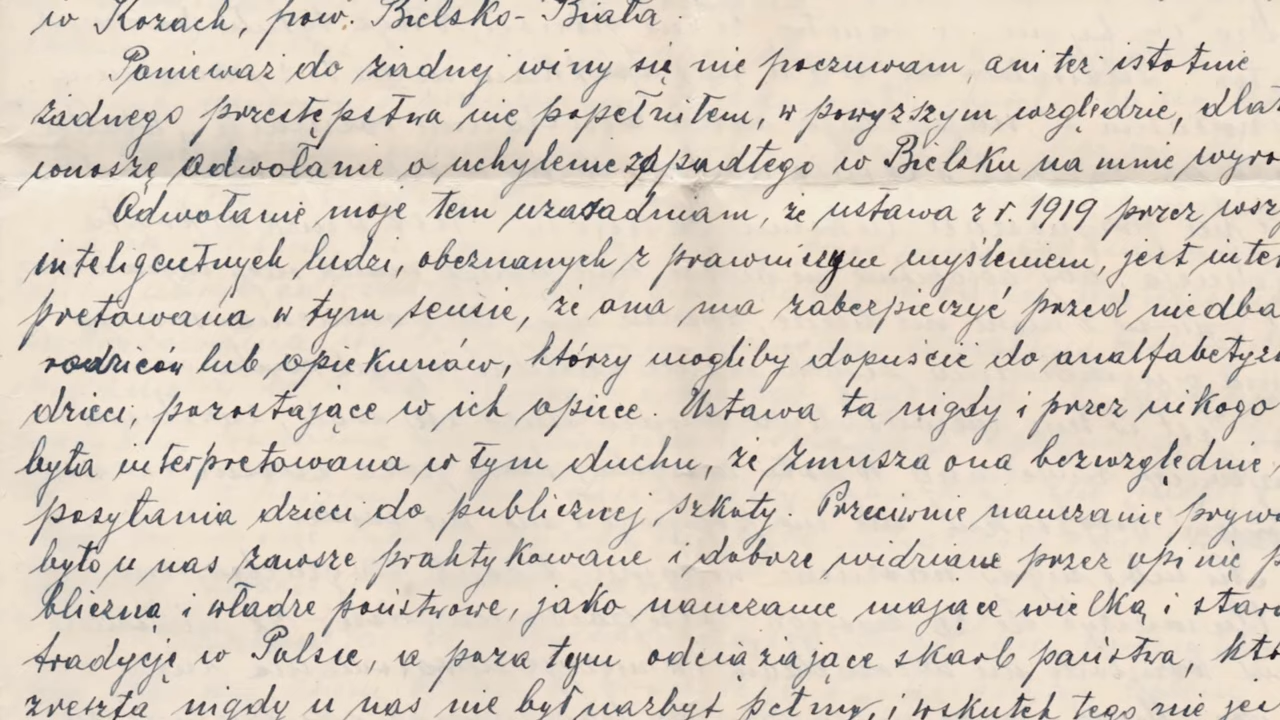 w Kozach, pow. Bielsko-Biała.
Ponieważ do żadnej winy się nie poczuwam, ani też istotnie
żadnego przestępstwa nie popełniłem, w powyższym względzie, dlat
wnoszę Odwołanie o uchylenie zapadłego w Bielsku na mnie wyro
Odwołanie moje tem uzasadniam, że ustawa z r. 1919 przez wsz
inteligentnych ludzi, obeznanych z prawniczym myśleniem, jest inter
pretowana w tym sensie, że ona ma zabezpieczyć przed niedba
rodziców lub opiekunów, którzy mogliby dopuścić do analfabetyz
dzieci, pozostające w ich opiece. Ustawa ta nigdy i przez nikogo
była interpretowana w tym duchu, że zmusza ona bezwzględnie
posyłania dzieci do publicznej szkoły. Przeciwnie nauczanie prywa
było u nas zawsze praktykowane i dobrze widziane przez opinię p
bliczną i władze państwowe, jako nauczanie mające wielką i star
tradycję w Polsce, a poza tym odciążające skarb państwa, któ
zresztą nigdy u nas nie był nazbyt pełny, i wskutek tego nie jes